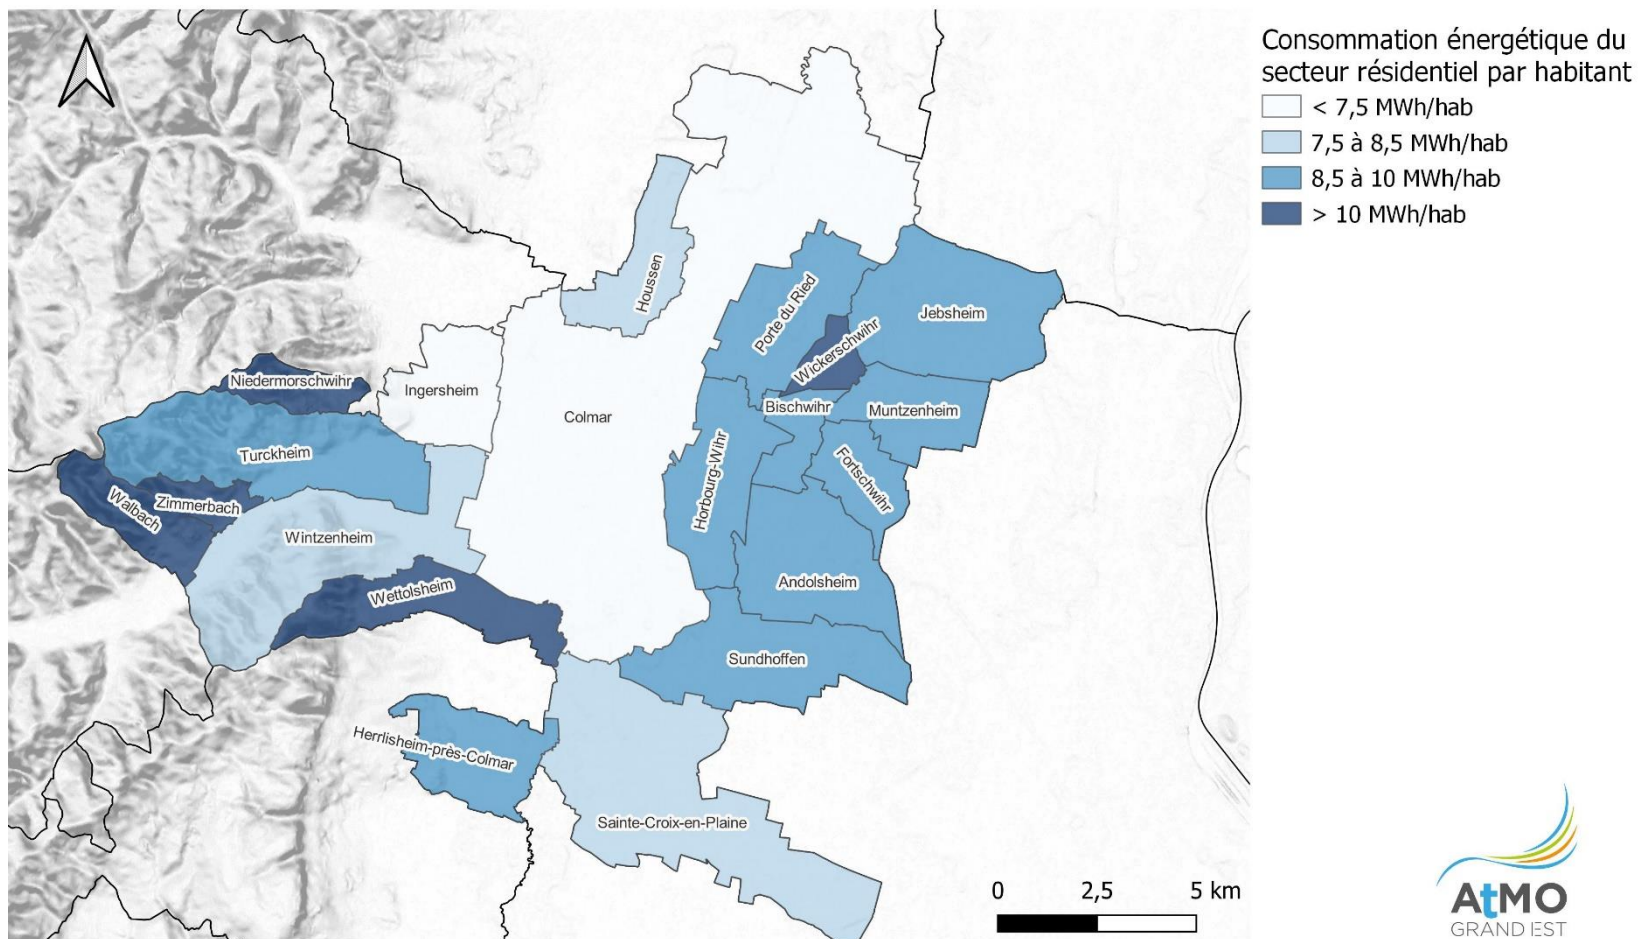 Consommation énergétique du
secteur résidentiel par habitant
< 7,5 MWh/hab
7,5 à 8,5 MWh/hab
8,5 à 10 MWh/hab
> 10 MWh/hab
Houssen
Porte du Ried
Jebsheim
Wickerschwihr
Niedermorschwihr
Ingersheim
Colmar
Bischwihr
Muntzenheim
Turckheim
Horbourg-Wihr
Fortschwihr
Walbach
Zimmerbach
Wintzenheim
Wettolsheim
Andolsheim
Sundhoffen
Herrlisheim-près-Colmar
Sainte-Croix-en-Plaine
0 2,5 5 km
AtMO
GRAND EST